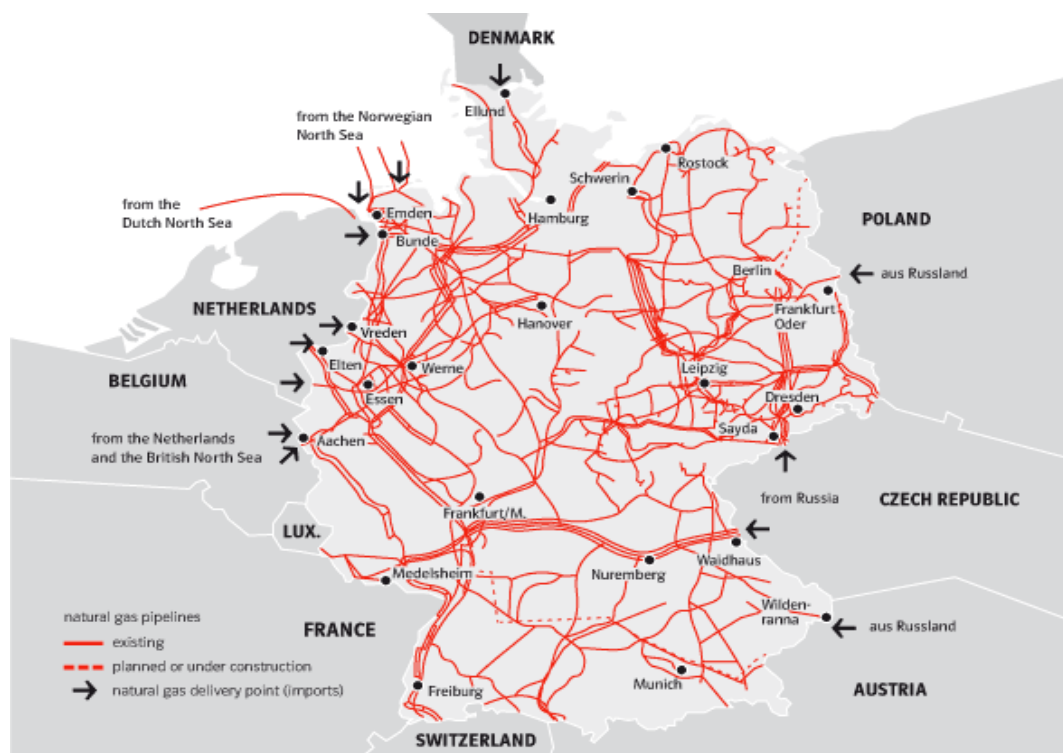 DENMARK
Ellund
from the Norwegian
North Sea
Rostock
Schwerin
from the
Dutch North Sea
Emden
Hamburg
POLAND
Bunde
Berlin
aus Russland
NETHERLANDS
Frankfurt
Oder
Hanover
Vreden
Elten
Werne
Leipzig
BELGIUM
Essen
Dresden
Sayda
from the Netherlands
and the British North Sea
Aachen
from Russia
CZECH REPUBLIC
Frankfurt/M.
LUX.
Waidhaus
Medelsheim
Nuremberg
Wilden-
ranna
natural gas pipelines
FRANCE
aus Russland
existing
planned or under construction
natural gas delivery point (imports)
Freiburg
Munich
AUSTRIA
SWITZERLAND